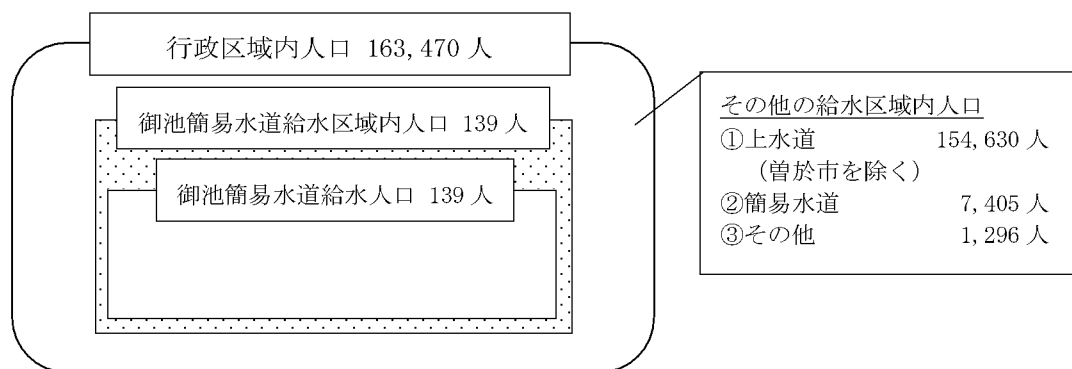 行政区域内人口 163,470 人
御池簡易水道給水区域内人口 139 人
御池簡易水道給水人口 139 人
その他の給水区域内人口
①上水道 154,630 人
（曽於市を除く）
②簡易水道 7,405 人
③その他 1,296 人